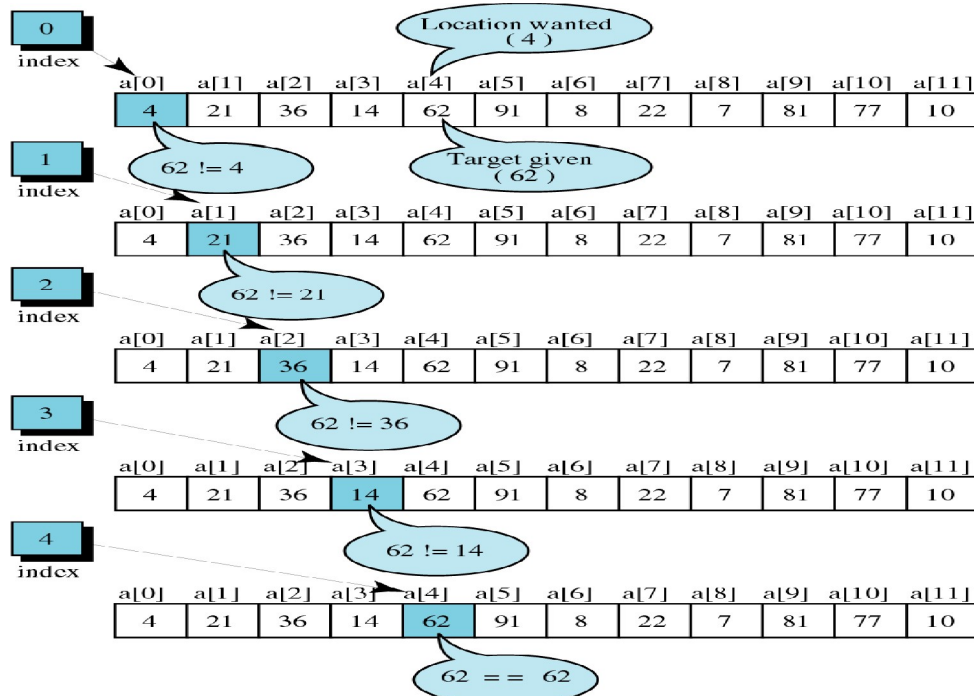 0
index
Location wanted
( 4 )
a[0] a[1] a[2] a[3] a[4] a[5] a[6] a[7] a[8] a[9] a[10] a[11]
4 21 36 14 62 91 8 22 7 81 77 10
62 != 4
Target given
( 62 )
1
index
a[0] a[1] a[2] a[3] a[4] a[5] a[6] a[7] a[8] a[9] a[10] a[11]
4 21 36 14 62 91 8 22 7 81 77 10
62 != 21
2
index
a[0] a[1] a[2] a[3] a[4] a[5] a[6] a[7] a[8] a[9] a[10] a[11]
4 21 36 14 62 91 8 22 7 81 77 10
62 != 36
3
index
a[0] a[1] a[2] a[3] a[4] a[5] a[6] a[7] a[8] a[9] a[10] a[11]
4 21 36 14 62 91 8 22 7 81 77 10
62 != 14
4
index
a[0] a[1] a[2] a[3] a[4] a[5] a[6] a[7] a[8] a[9] a[10] a[11]
4 21 36 14 62 91 8 22 7 81 77 10
62 == 62